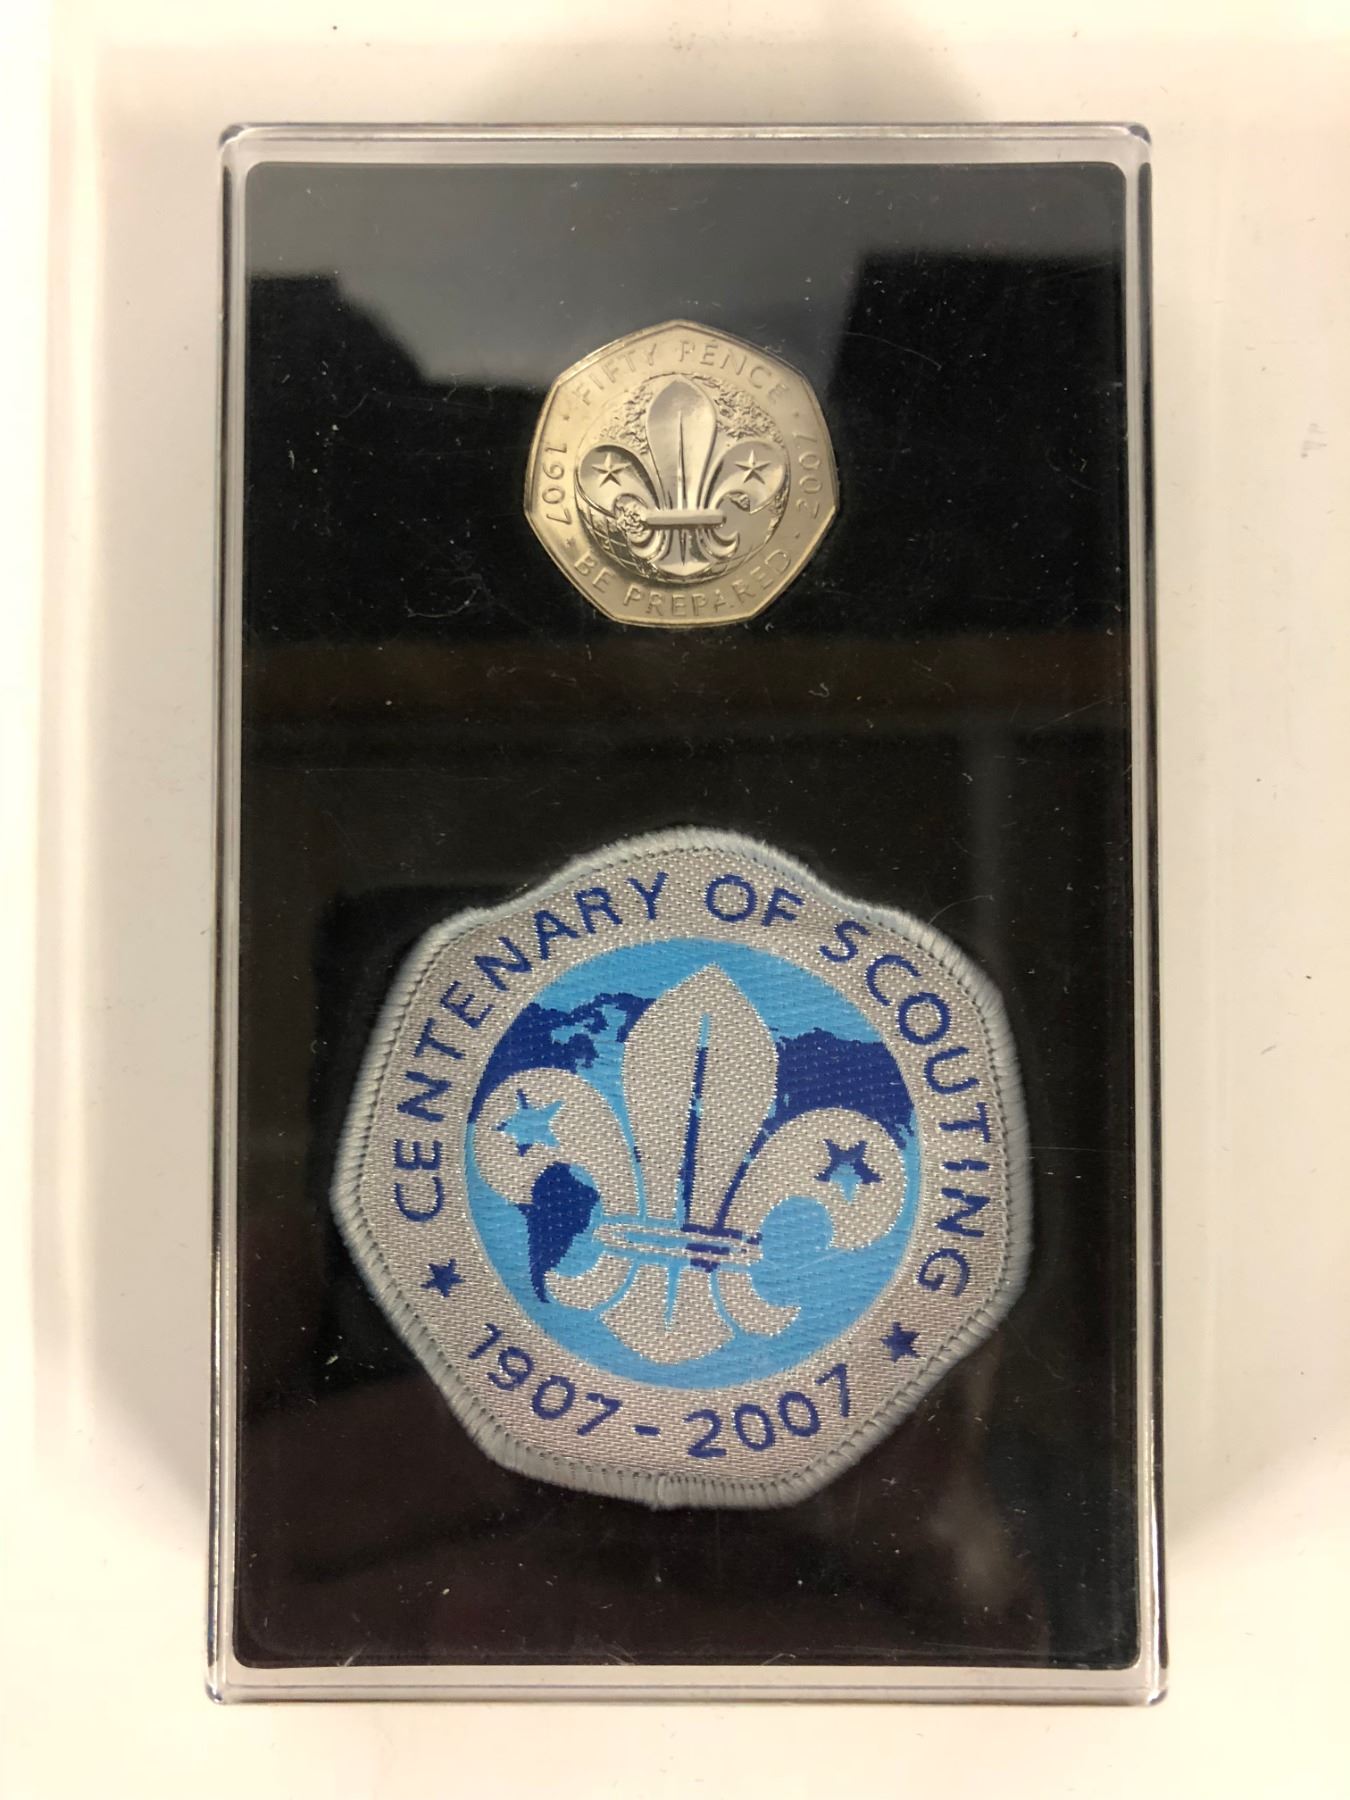 FIFTY PENCE
1907 · BE PREPARED · 2007
CENTENARY OF SCOUTING
1907 - 2007